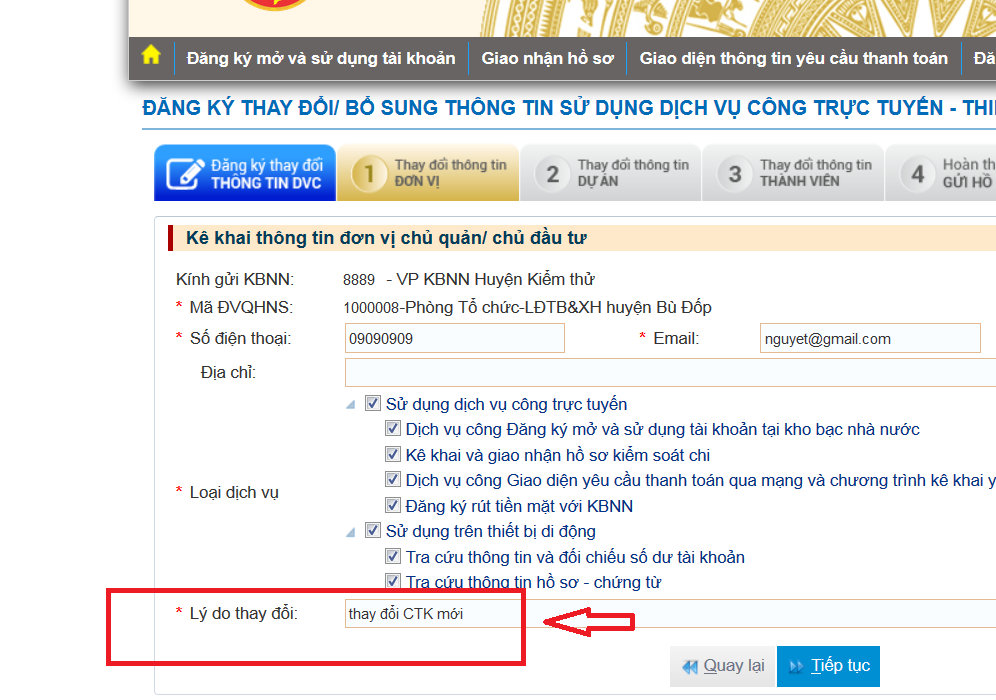 Đăng ký mở và sử dụng tài khoản Giao nhận hồ sơ Giao diện thông tin yêu cầu thanh toán
ĐĂNG KÝ THAY ĐỔI/ BỔ SUNG THÔNG TIN SỬ DỤNG DỊCH VỤ CÔNG TRỰC TUYẾN -
Đăng ký thay đổi
THÔNG TIN DVC
1 Thay đổi thông tin
ĐƠN VỊ
2 Thay đổi thông tin
DỰ ÁN
3 Thay đổi thông tin
THÀNH VIÊN
4 Hoàn
GỬI HỒ
Kê khai thông tin đơn vị chủ quản/ chủ đầu tư
Kính gửi KBNN: 8889 - VP KBNN Huyện Kiểm thử
* Mã ĐVQHNS: 1000008-Phòng Tổ chức-LĐTB&XH huyện Bù Đốp
* Số điện thoại: 09090909 * Email: nguyet@gmail.com
Địa chỉ:
Sử dụng dịch vụ công trực tuyến
Dịch vụ công Đăng ký mở và sử dụng tài khoản tại kho bạc nhà nước
Kê khai và giao nhận hồ sơ kiểm soát chi
Dịch vụ công Giao diện yêu cầu thanh toán qua mạng và chương trình kê khai
* Loại dịch vụ
Đăng ký rút tiền mặt với KBNN
Sử dụng trên thiết bị di động
Tra cứu thông tin và đối chiếu số dư tài khoản
Tra cứu thông tin hồ sơ - chứng từ
* Lý do thay đổi: thay đổi CTK mới
Quay lại Tiếp tục